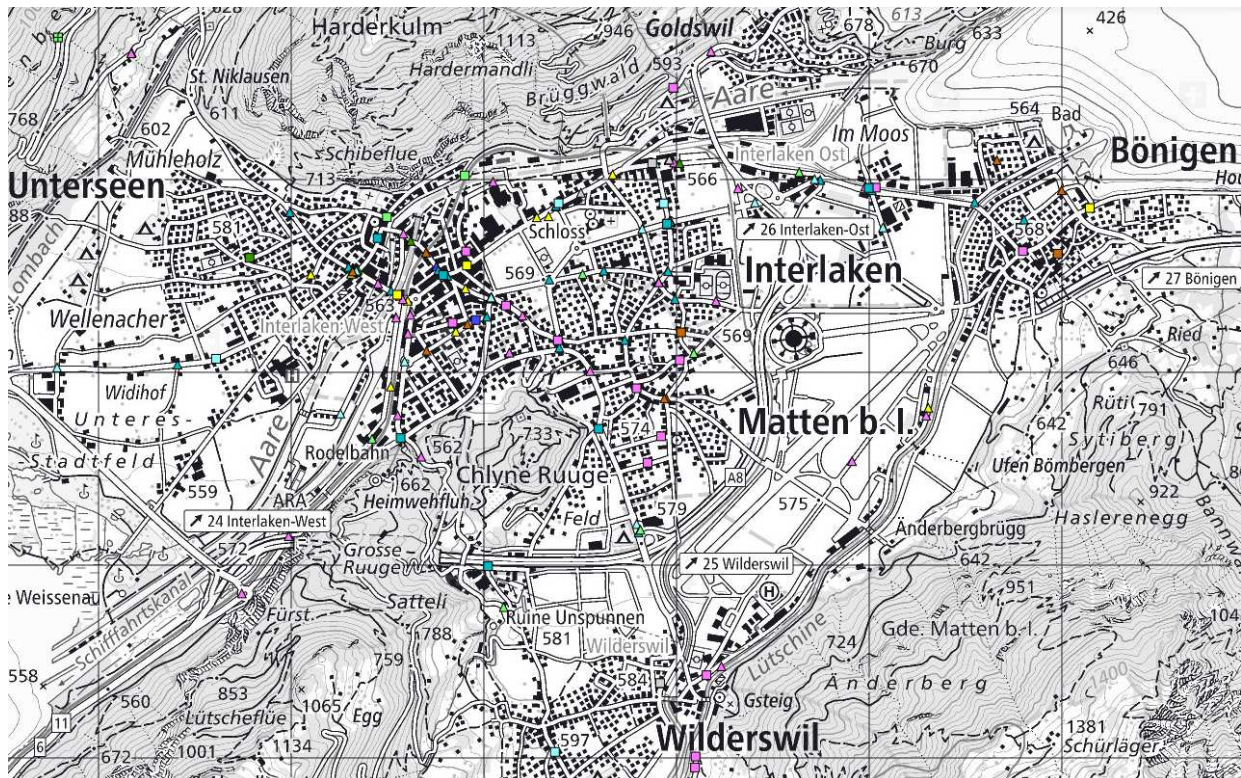 628
Harderkulm
1113
946
Goldswil
678
613
633
426
Burg
St. Niklausen
Hardermandli
593
670
Brüggwald
768
611
Aare
602
Schibeflue
Im Moos
564
Bad
Mühleholz
713
Interlaken Ost
566
Bönigen
Unterseen
88
581
Schloss
26 Interlaken-Ost
568
Lombach
569
Interlaken
27 Bönigen
Wellenacher
563
Interlaken West
569
Ried
646
Widihof
Unteres-
Stadtfeld
Aare
Rodelbahn
562
733
574
Matten b. I.
Rüti
791
642
Sytiberg
Chlyne Ruuge
Ufen Bömbergen
559
ARA
662
Heimwehfluh
A8
575
922
Haslerenegg
24 Interlaken-West
Feld
579
Änderbergbrügg
572
Grosse
Ruuge
25 Wilderswil
642
951
e Weissenau
Schifffahrtskanal
Fürst.
Satteli
Ruine Unspunnen
H
581
788
Wilderswil
Lütschine
724
Gde. Matten b. I.
558
759
584
Änderberg
1400
560
853
1065
Egg
Gsteig
11
Lütscheflue
6
672
1001
1134
597
Wilderswil
1381
Schürläger